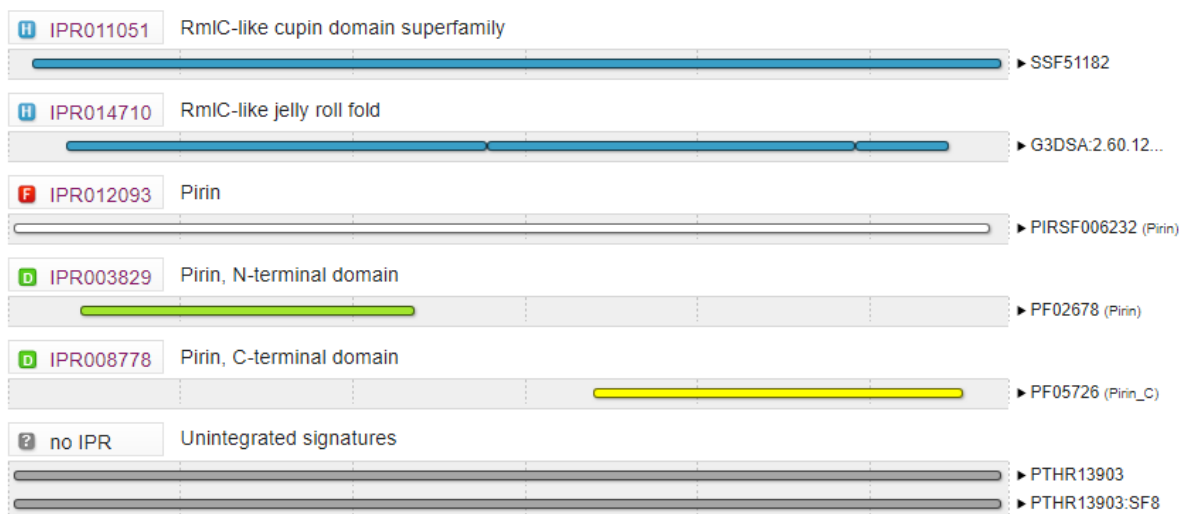 H IPR011051 RmlC-like cupin domain superfamily
SSF51182
H IPR014710 RmlC-like jelly roll fold
G3DSA:2.60.12...
F IPR012093 Pirin
PIRSF006232 (Pirin)
D IPR003829 Pirin, N-terminal domain
PF02678 (Pirin)
D IPR008778 Pirin, C-terminal domain
PF05726 (Pirin_C)
? no IPR Unintegrated signatures
PTHR13903
PTHR13903:SF8